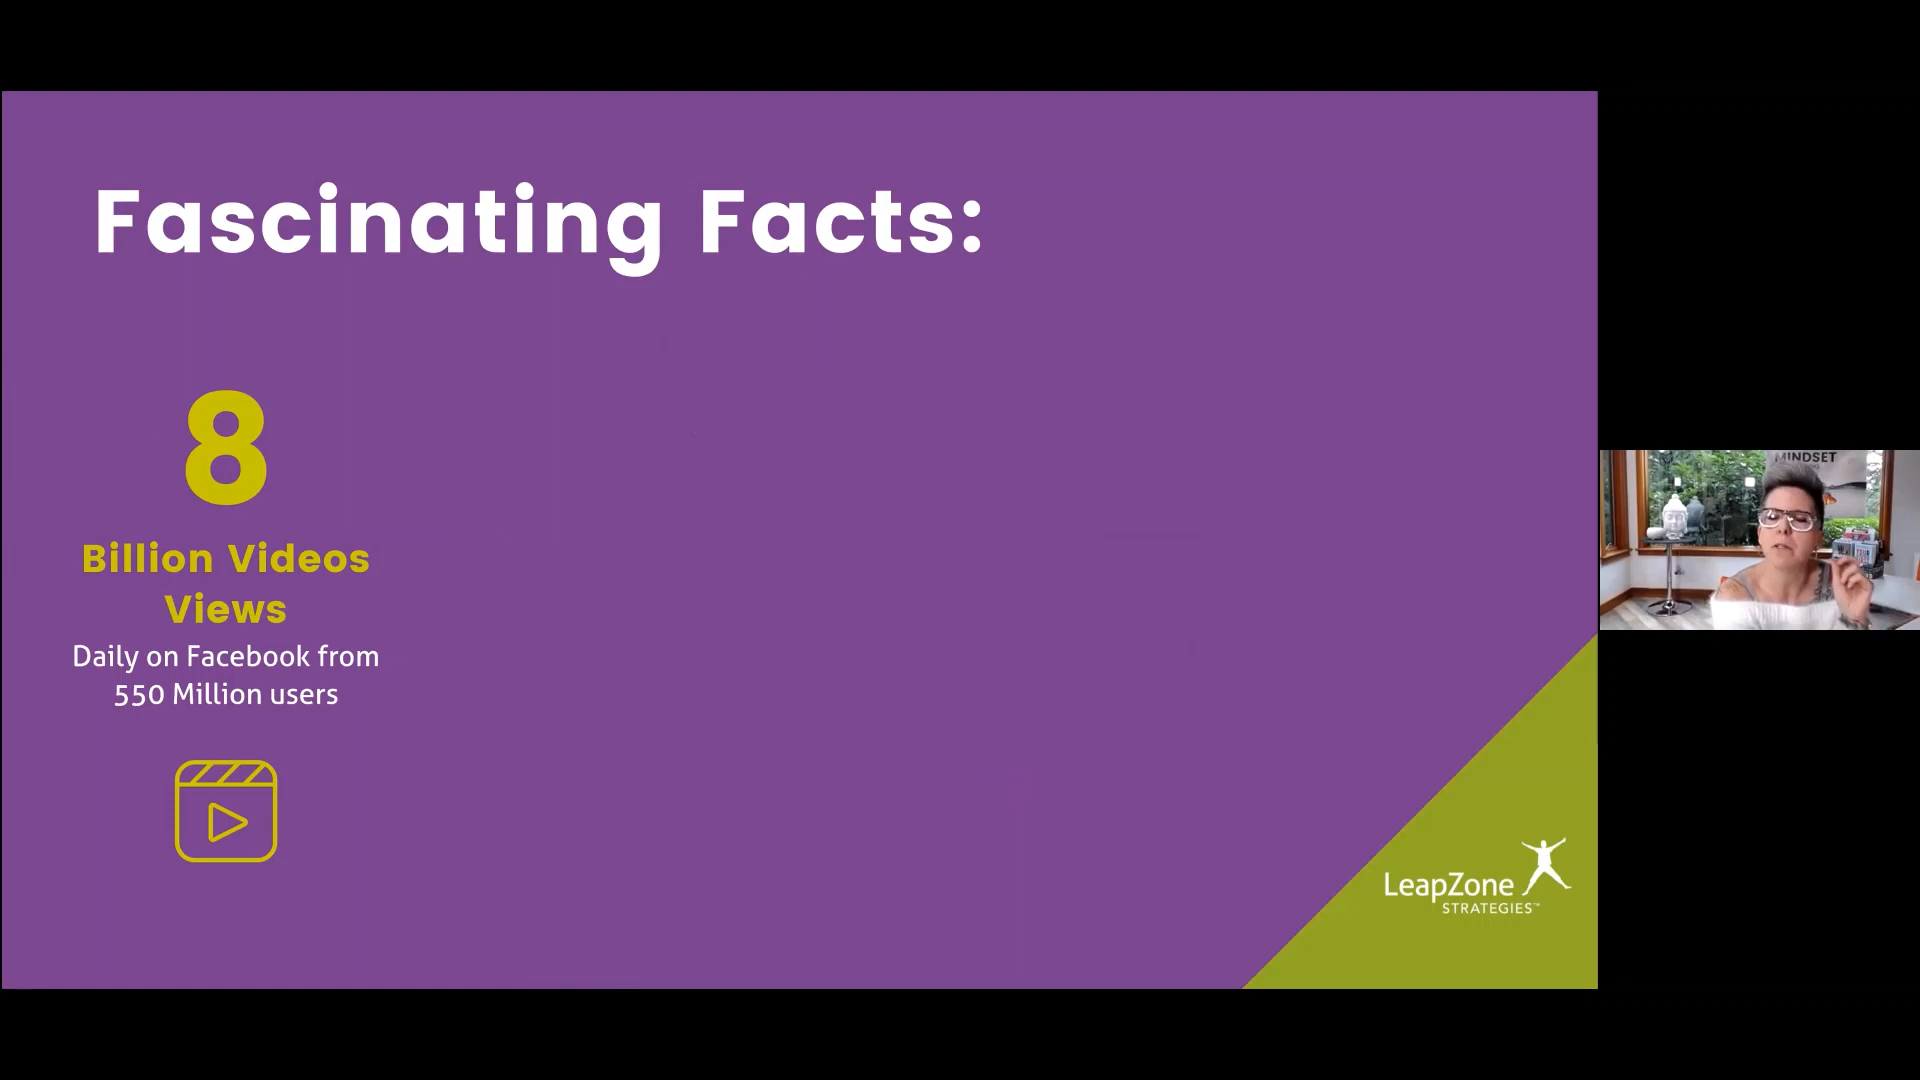 Fascinating Facts:
8
Billion Videos
Views
Daily on Facebook from
550 Million users
LeapZone
STRATEGIES™
MINDSET